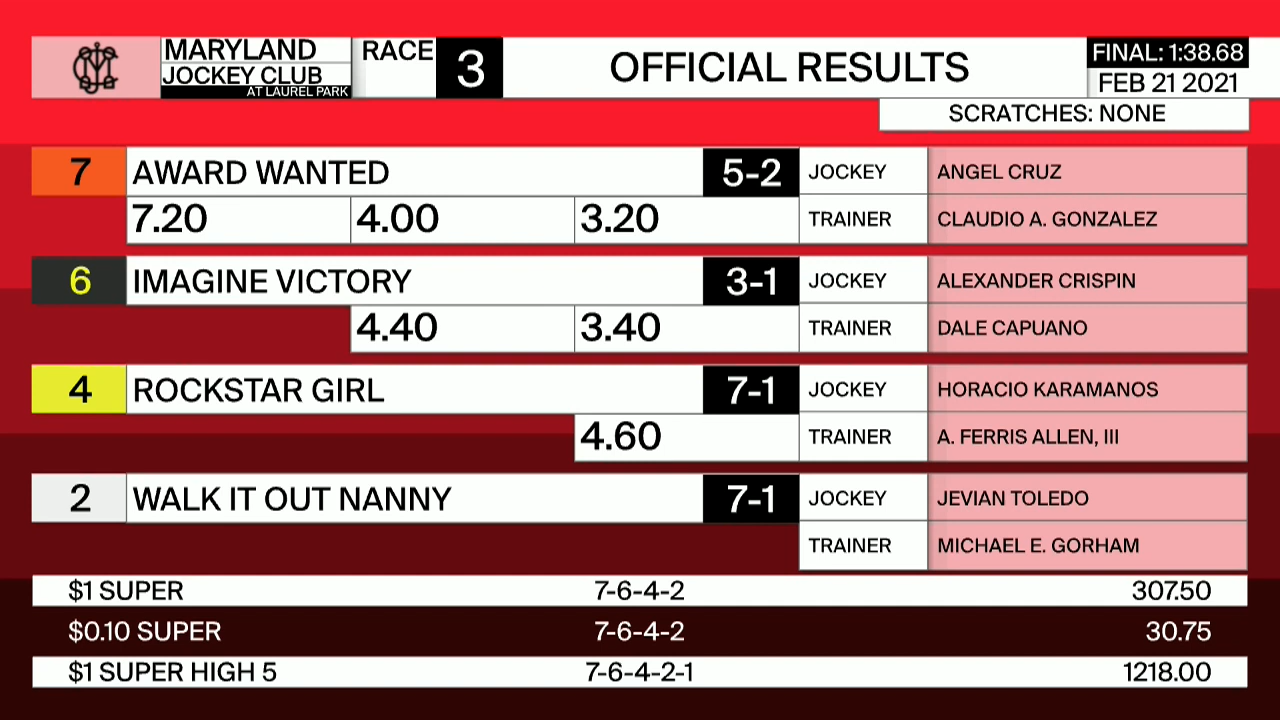 MARYLAND
JOCKEY CLUB
AT LAUREL PARK
RACE 3
OFFICIAL RESULTS
FINAL: 1:38.68
FEB 21 2021
SCRATCHES: NONE
7 AWARD WANTED 5-2 JOCKEY ANGEL CRUZ
7.20 4.00 3.20 TRAINER CLAUDIO A. GONZALEZ
6 IMAGINE VICTORY 3-1 JOCKEY ALEXANDER CRISPIN
4.40 3.40 TRAINER DALE CAPUANO
4 ROCKSTAR GIRL 7-1 JOCKEY HORACIO KARAMANOS
4.60 TRAINER A. FERRIS ALLEN, III
2 WALK IT OUT NANNY 7-1 JOCKEY JEVIAN TOLEDO
TRAINER MICHAEL E. GORHAM
$1 SUPER 7-6-4-2 307.50
$0.10 SUPER 7-6-4-2 30.75
$1 SUPER HIGH 5 7-6-4-2-1 1218.00